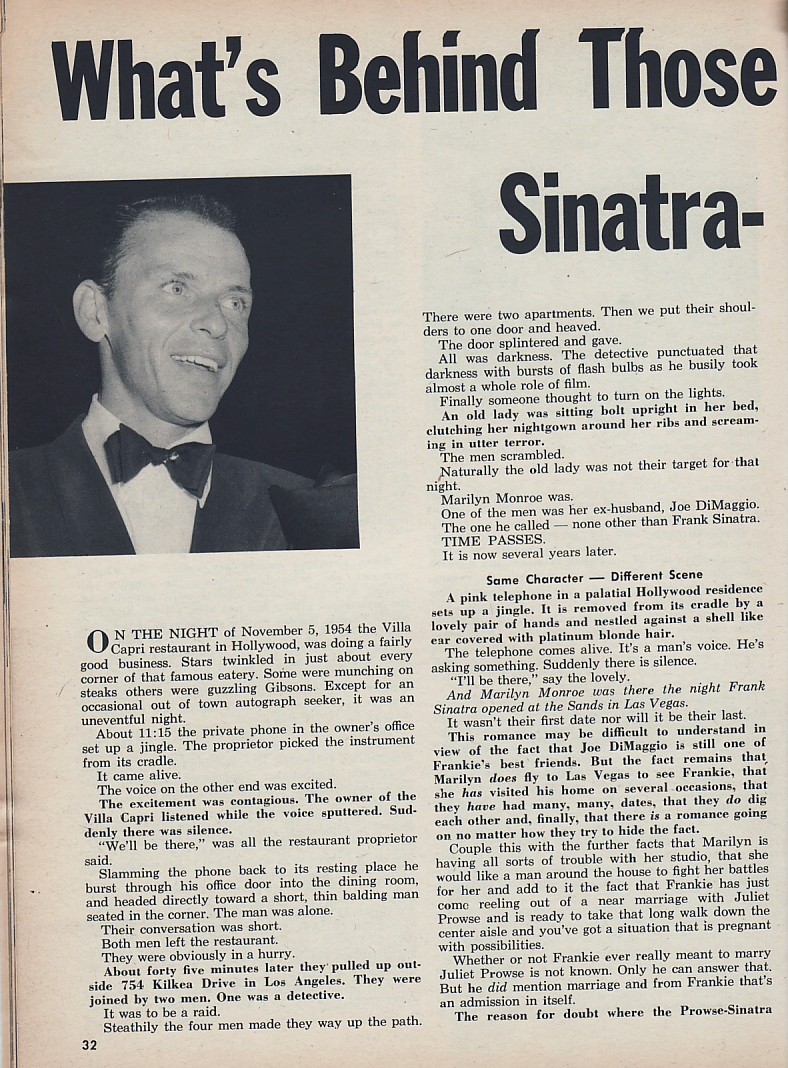 What's Behind Those
Sinatra-
ON THE NIGHT of November 5, 1954 the Villa
Capri restaurant in Hollywood, was doing a fairly
good business. Stars twinkled in just about every
corner of that famous eatery. Some were munching on
steaks others were guzzling Gibsons. Except for an
occasional out of town autograph seeker, it was an
uneventful night.
About 11:15 the private phone in the owner's office
set up a jingle. The proprietor picked the instrument
from its cradle.
It came alive.
The voice on the other end was excited.
The excitement was contagious. The owner of the
Villa Capri listened while the voice sputtered. Sud-
denly there was silence.
"We'll be there," was all the restaurant proprietor
said.
Slamming the phone back to its resting place he
burst through his office door into the dining room,
and headed directly toward a short, thin balding man
seated in the corner. The man was alone.
Their conversation was short.
Both men left the restaurant.
They were obviously in a hurry.
About forty five minutes later they pulled up out-
side 754 Kilkea Drive in Los Angeles. They were
joined by two men. One was a detective.
It was to be a raid.
Steathily the four men made they way up the path.
32
There were two apartments. Then we put their shoul-
ders to one door and heaved.
The door splintered and gave.
All was darkness. The detective punctuated that
darkness with bursts of flash bulbs as he busily took
almost a whole role of film.
Finally someone thought to turn on the lights.
An old lady was sitting bolt upright in her bed,
clutching her nightgown around her ribs and scream-
ing in utter terror.
The men scrambled.
Naturally the old lady was not their target for that
night.
Marilyn Monroe was.
One of the men was her ex-husband, Joe DiMaggio.
The one he called — none other than Frank Sinatra.
TIME PASSES.
It is now several years later.
Same Character — Different Scene
A pink telephone in a palatial Hollywood residence
sets up a jingle. It is removed from its cradle by a
lovely pair of hands and nestled against a shell like
ear covered with platinum blonde hair.
The telephone comes alive. It's a man's voice. He's
asking something. Suddenly there is silence.
"I'll be there," say the lovely.
And Marilyn Monroe was there the night Frank
Sinatra opened at the Sands in Las Vegas.
It wasn't their first date nor will it be their last.
This romance may be difficult to understand in
view of the fact that Joe DiMaggio is still one of
Frankie's best friends. But the fact remains that
Marilyn does fly to Las Vegas to see Frankie, that
she has visited his home on several occasions, that
they have had many, many, dates, that they do dig
each other and, finally, that there is a romance going
on no matter how they try to hide the fact.
Couple this with the further facts that Marilyn is
having all sorts of trouble with her studio, that she
would like a man around the house to fight her battles
for her and add to it the fact that Frankie has just
come reeling out of a near marriage with Juliet
Prowse and is ready to take that long walk down the
center aisle and you've got a situation that is pregnant
with possibilities.
Whether or not Frankie ever really meant to marry
Juliet Prowse is not known. Only he can answer that.
But he did mention marriage and from Frankie that's
an admission in itself.
The reason for doubt where the Prowse-Sinatra